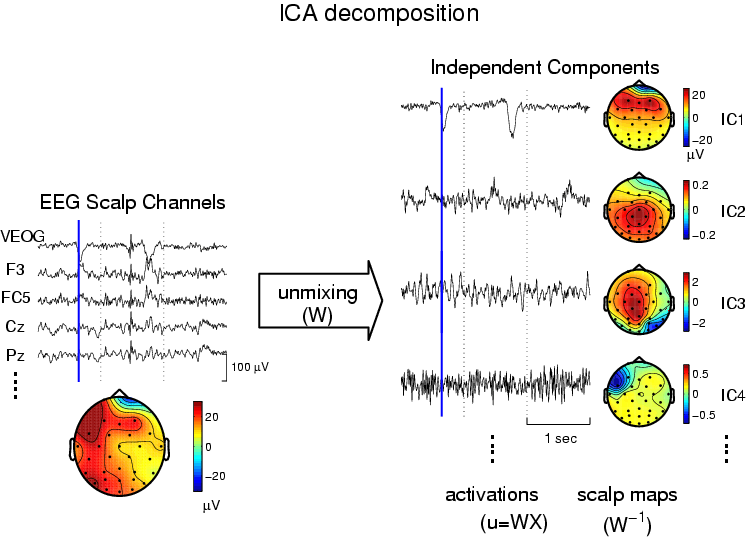 ICA decomposition
EEG Scalp Channels
VEOG
F3
FC5
Cz
Pz
100 µV
20
0
−20
µV
unmixing
(W)
Independent Components
20
0
−20
µV
IC1
0.2
0
−0.2
IC2
2
0
−2
IC3
0.5
0
−0.5
IC4
1 sec
activations
(u=WX)
scalp maps
(W−1)